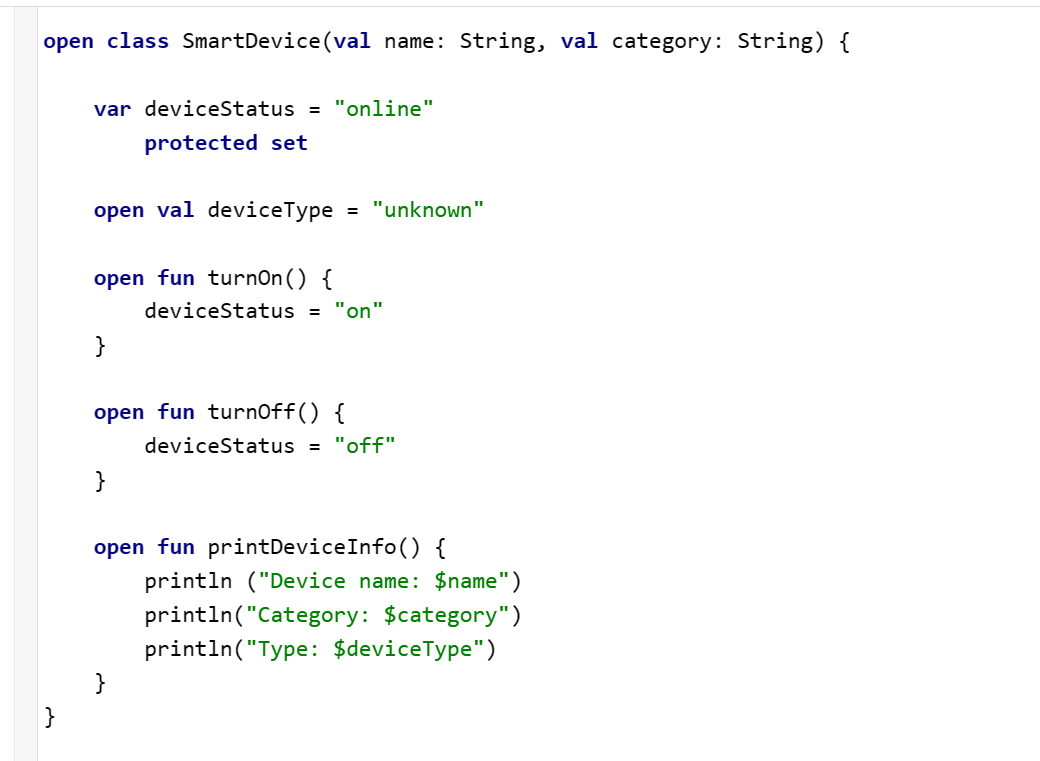 open class SmartDevice(val name: String, val category: String) {
    var deviceStatus = "online"
        protected set
    open val deviceType = "unknown"
    open fun turnOn() {
        deviceStatus = "on"
    }
    open fun turnOff() {
        deviceStatus = "off"
    }
    open fun printDeviceInfo() {
        println ("Device name: $name")
        println("Category: $category")
        println("Type: $deviceType")
    }
}